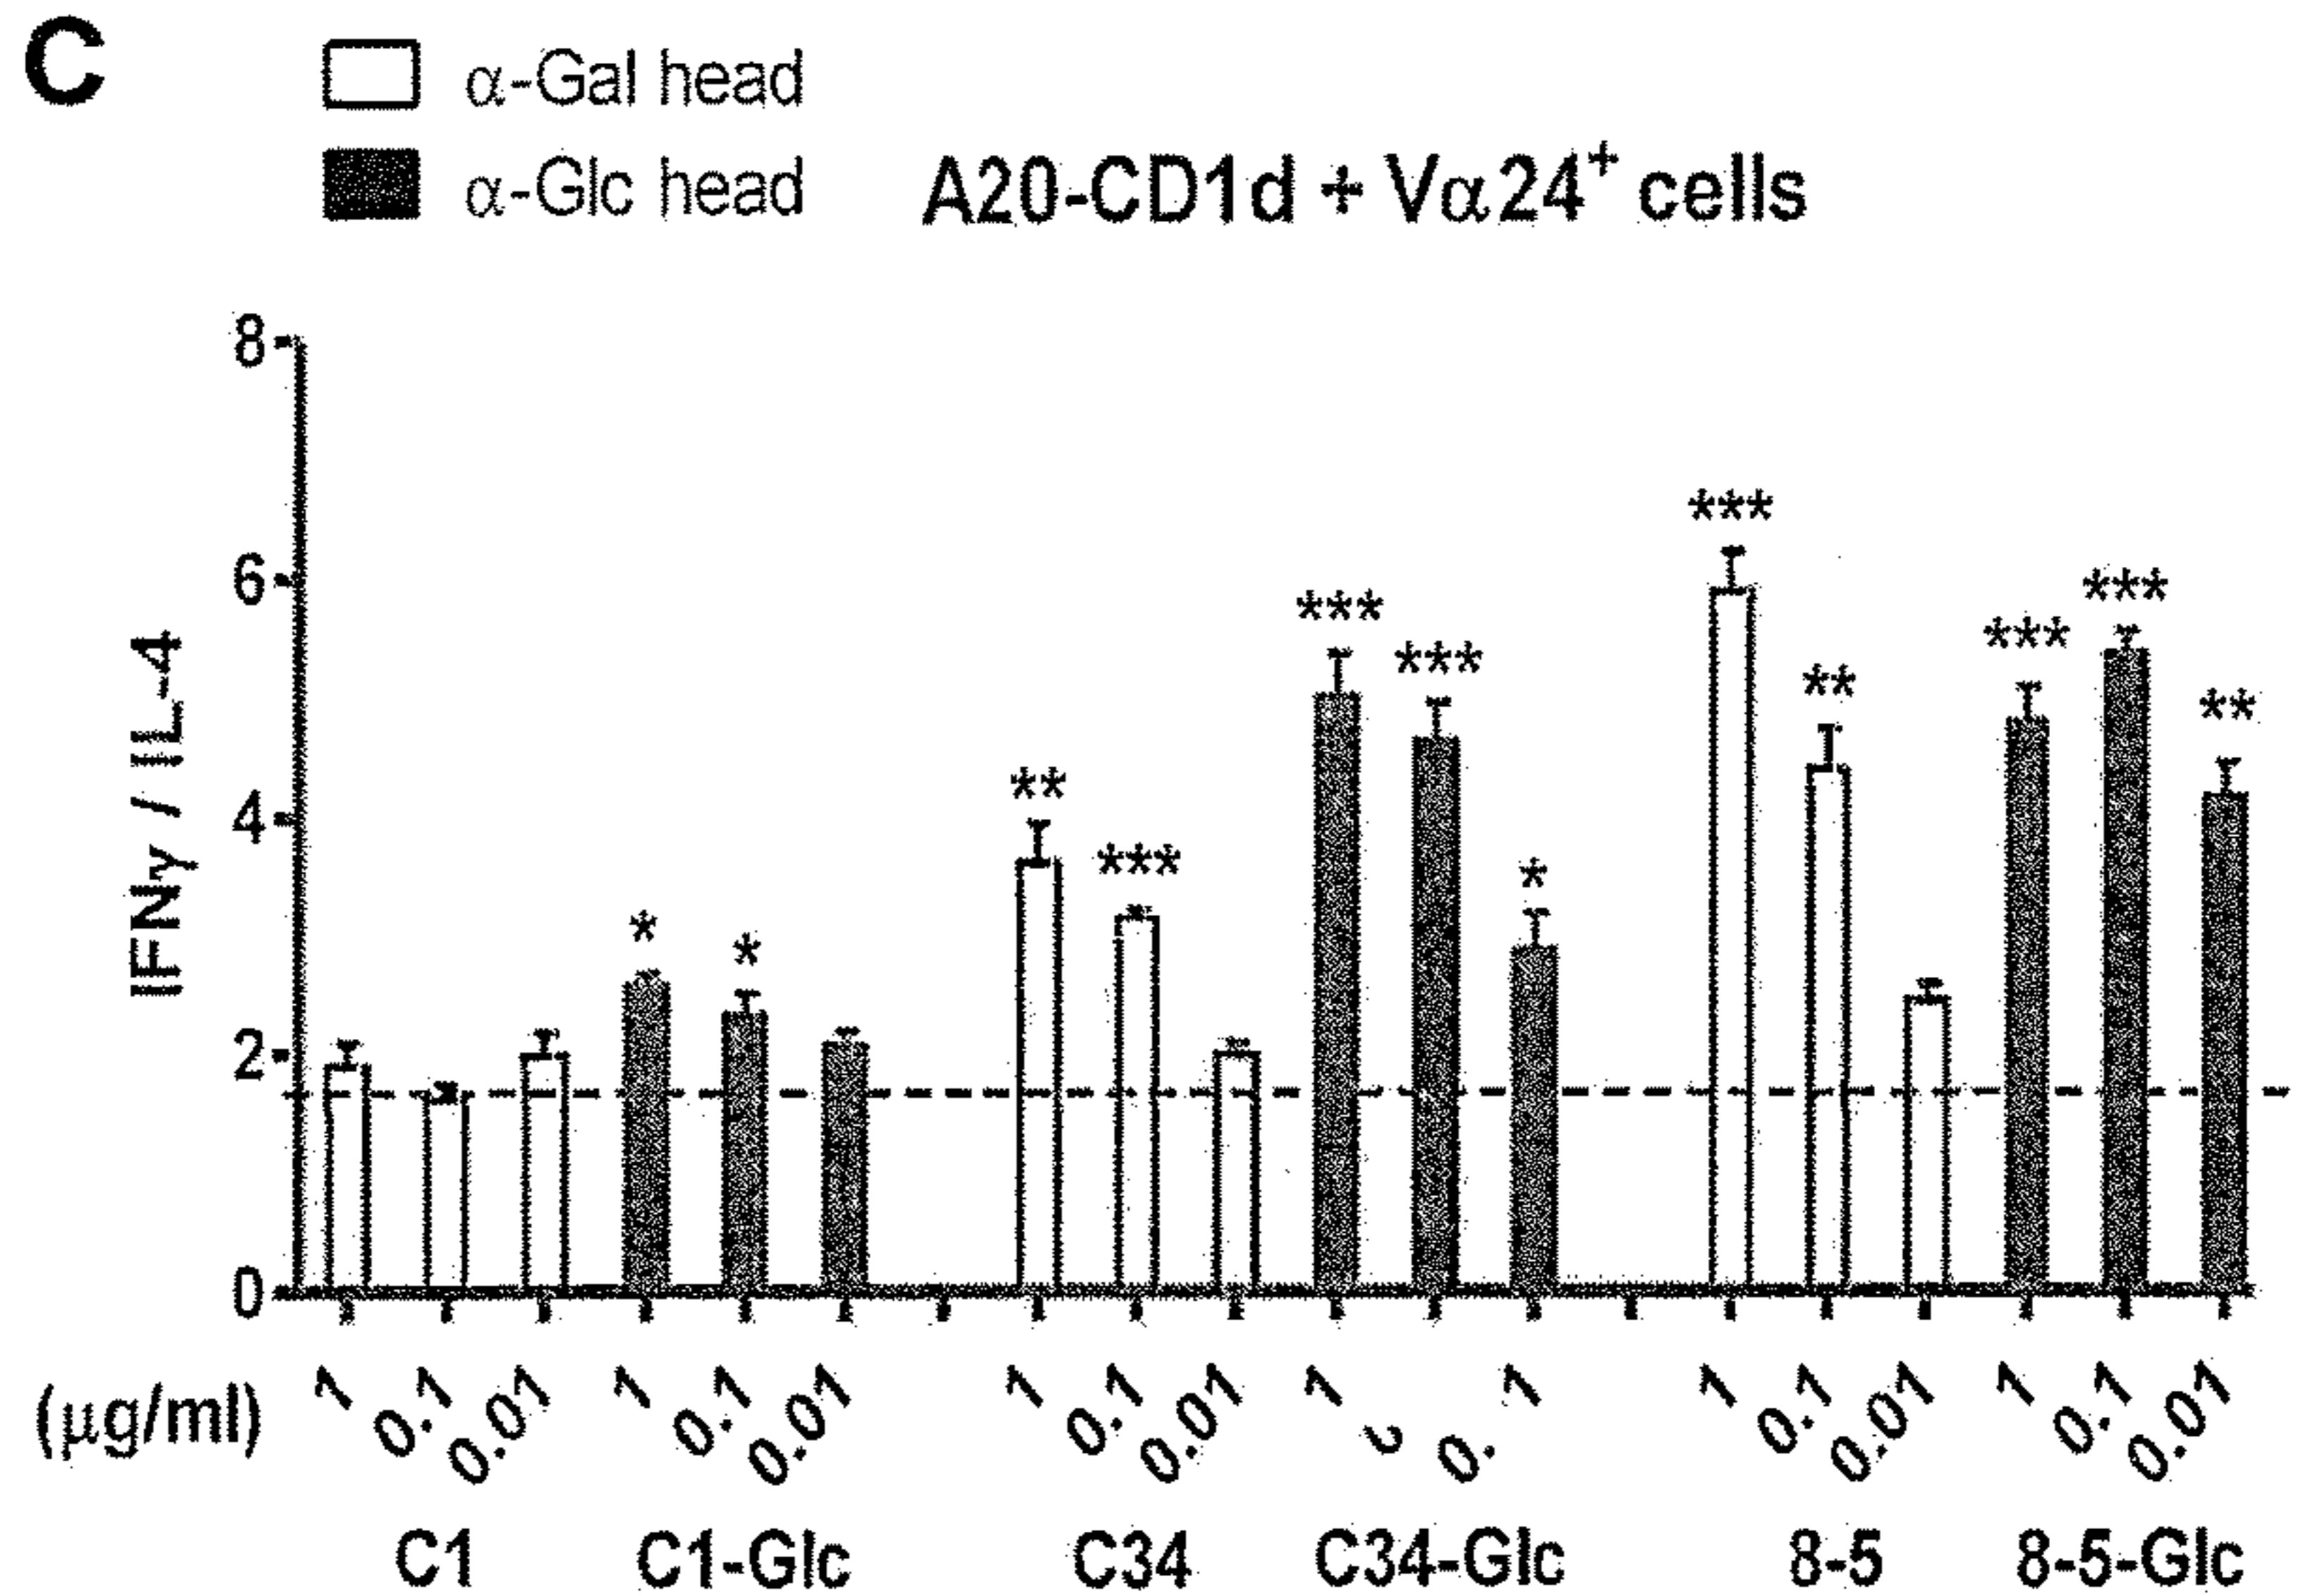 C
α-Gal head
α-Glc head
A20-CD1d + Vα24⁺ cells
IFNγ / IL-4
8
6
4
2
0
* * ** *** *** *** * *** ** *** *** **
(μg/ml) 1 0.1 0.01 1 0.1 0.01 1 0.1 0.01 1 0. 1 1 0.1 0.01 1 0.1 0.01
C1 C1-Glc C34 C34-Glc 8-5 8-5-Glc